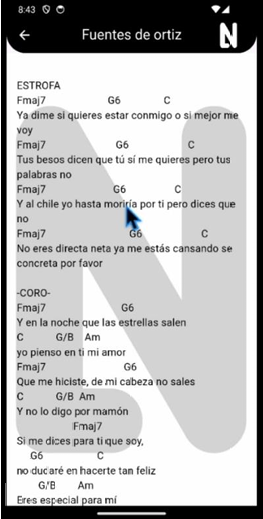 8:43
Fuentes de ortiz
N
ESTROFA
Fmaj7 G6 C
Ya dime si quieres estar conmigo o si mejor me
voy
Fmaj7 G6 C
Tus besos dicen que tú sí me quieres pero tus
palabras no
Fmaj7 G6 C
Y al chile yo hasta moriría por ti pero dices que
no
Fmaj7 G6 C
No eres directa neta ya me estás cansando se
concreta por favor
-CORO-
Fmaj7 G6
Y en la noche que las estrellas salen
C G/B Am
yo pienso en ti mi amor
Fmaj7 G6
Que me hiciste, de mi cabeza no sales
C G/B Am
Y no lo digo por mamón
Fmaj7
Si me dices para ti que soy,
G6 C
no dudaré en hacerte tan feliz
G/B Am
Eres especial para mí